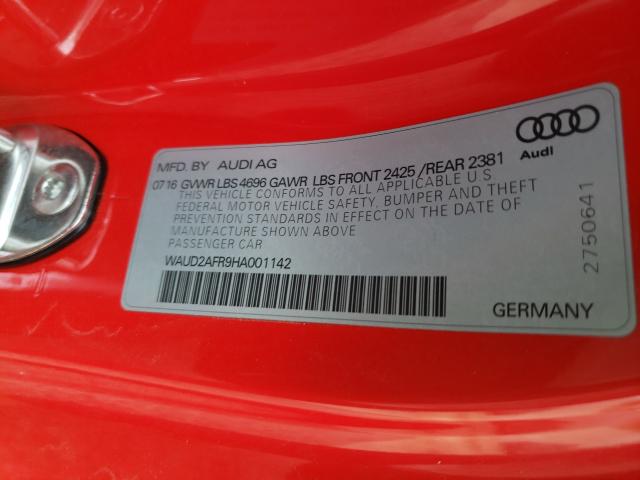 MFD. BY AUDI AG
07 16 GVWR LBS 4696 GAWR LBS FRONT 2425 / REAR 2381
THIS VEHICLE CONFORMS TO ALL APPLICABLE U.S
FEDERAL MOTOR VEHICLE SAFETY, BUMPER AND THEFT
PREVENTION STANDARDS IN EFFECT ON THE DATE OF
MANUFACTURE SHOWN ABOVE
PASSENGER CAR
WAUD2AFR9HA001142
GERMANY
Audi
2750641